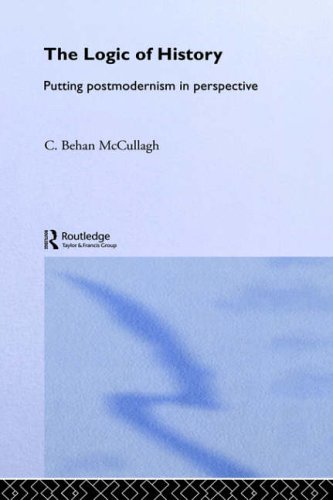 The Logic of History
Putting postmodernism in perspective
C. Behan McCullagh
Routledge
Taylor & Francis Group